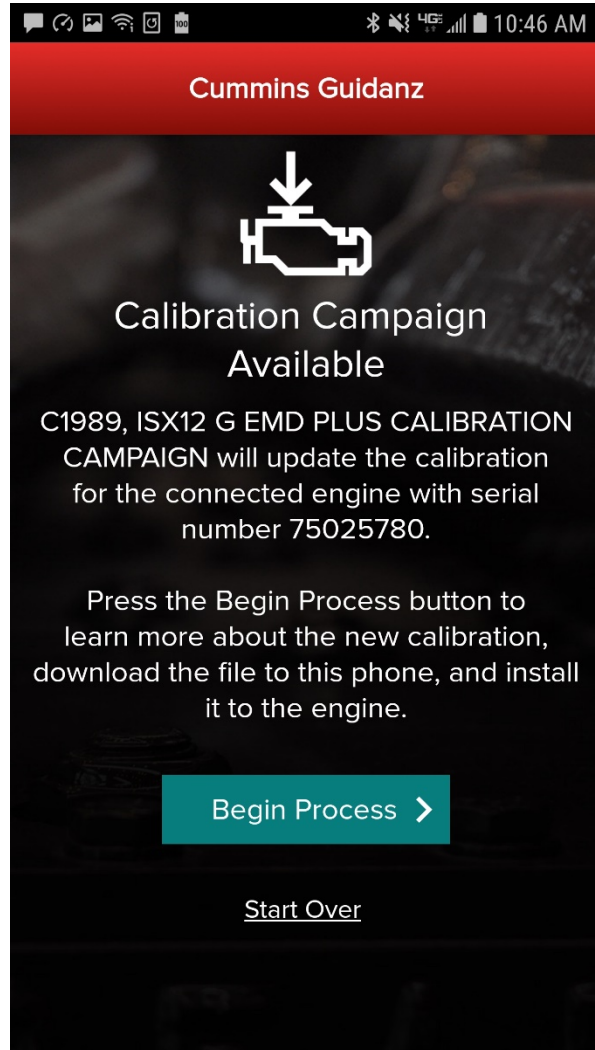 100 4GE 10:46 AM
Cummins Guidanz
Calibration Campaign
Available
C1989, ISX12 G EMD PLUS CALIBRATION
CAMPAIGN will update the calibration
for the connected engine with serial
number 75025780.
Press the Begin Process button to
learn more about the new calibration,
download the file to this phone, and install
it to the engine.
Begin Process
Start Over